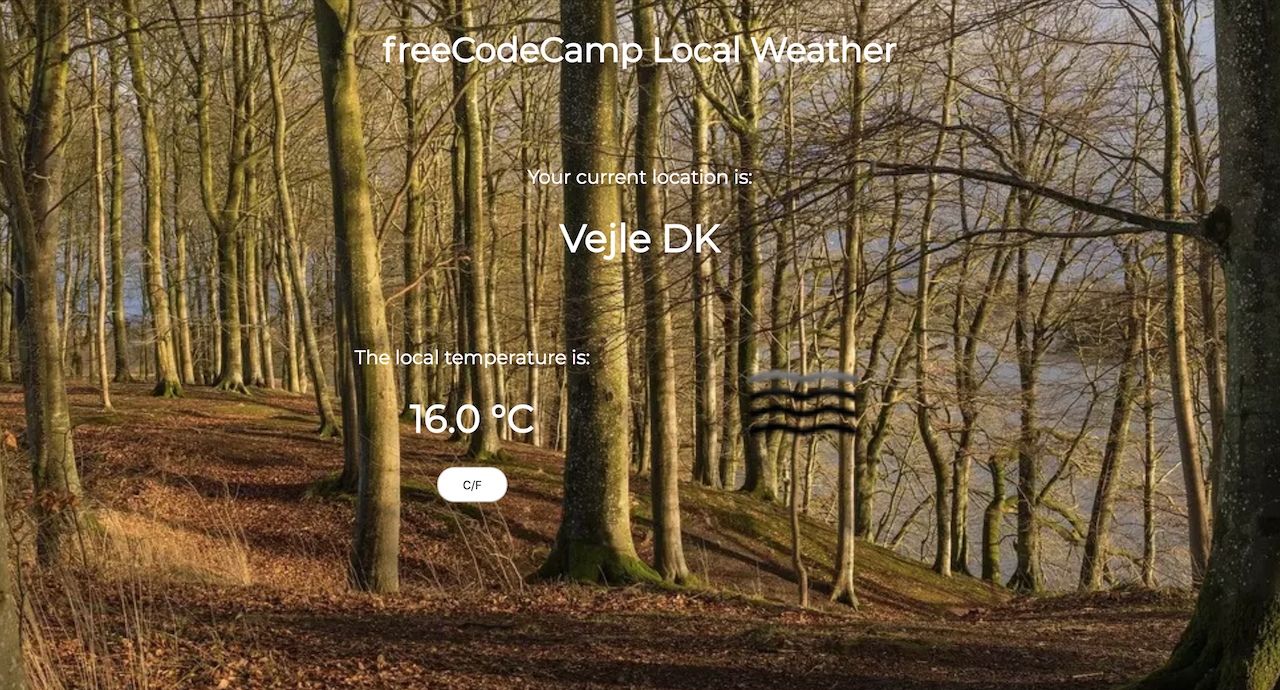 freeCodeCamp Local Weather
Your current location is:
Vejle DK
The local temperature is:
16.0 °C
C/F